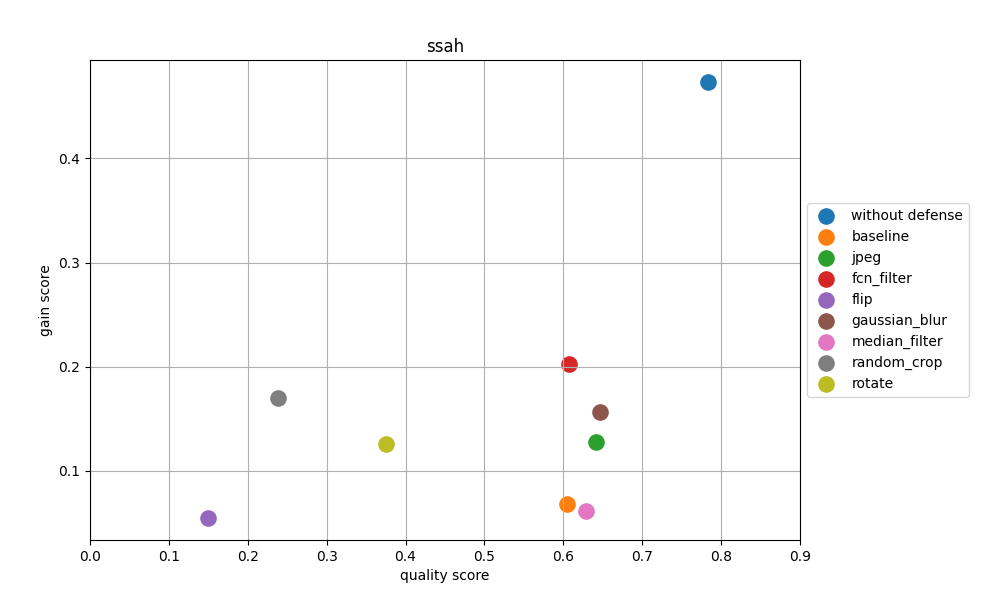 ssah
0.4
0.3
0.2
0.1
gain score
0.0 0.1 0.2 0.3 0.4 0.5 0.6 0.7 0.8 0.9
quality score
without defense
baseline
jpeg
fcn_filter
flip
gaussian_blur
median_filter
random_crop
rotate